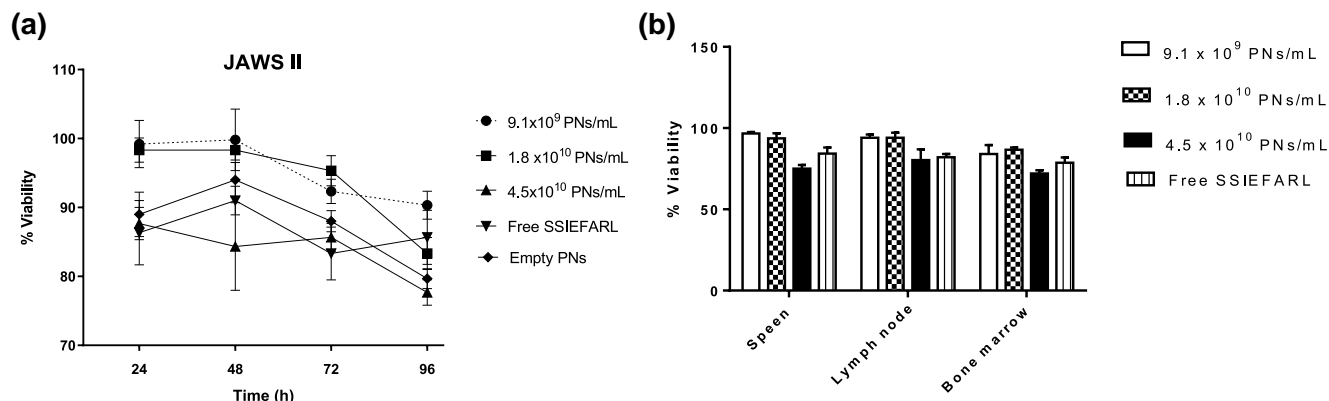 (a)
JAWS II
110
100
90
80
70
% Viability
24 48 72 96
Time (h)
9.1x10⁹ PNs/mL
1.8 x10¹⁰ PNs/mL
4.5x10¹⁰ PNs/mL
Free SSIEFARL
Empty PNs
(b)
150
100
50
0
% Viability
Speen
Lymph node
Bone marrow
9.1 x 10⁹ PNs/mL
1.8 x 10¹⁰ PNs/mL
4.5 x 10¹⁰ PNs/mL
Free SSIEFARL